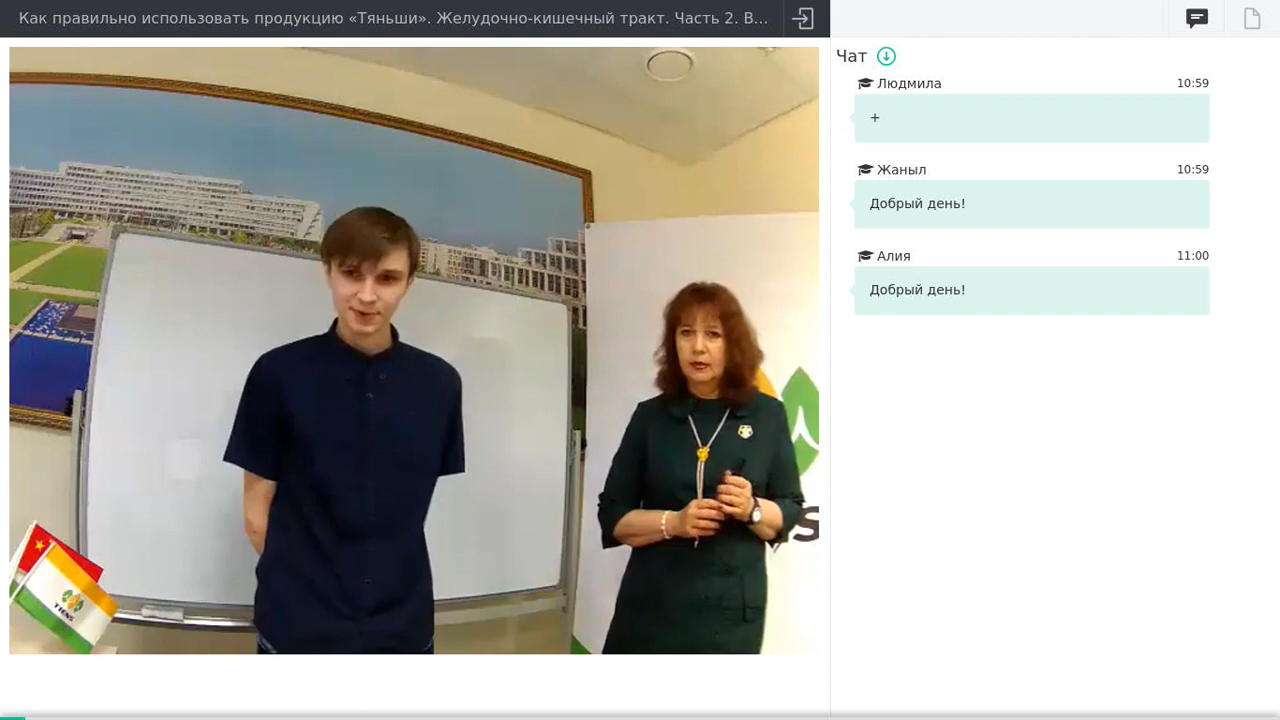 Как правильно использовать продукцию «Тяньши». Желудочно-кишечный тракт. Часть 2. В...
Чат
Людмила 10:59
+
Жаныл 10:59
Добрый день!
Алия 11:00
Добрый день!
TIENS